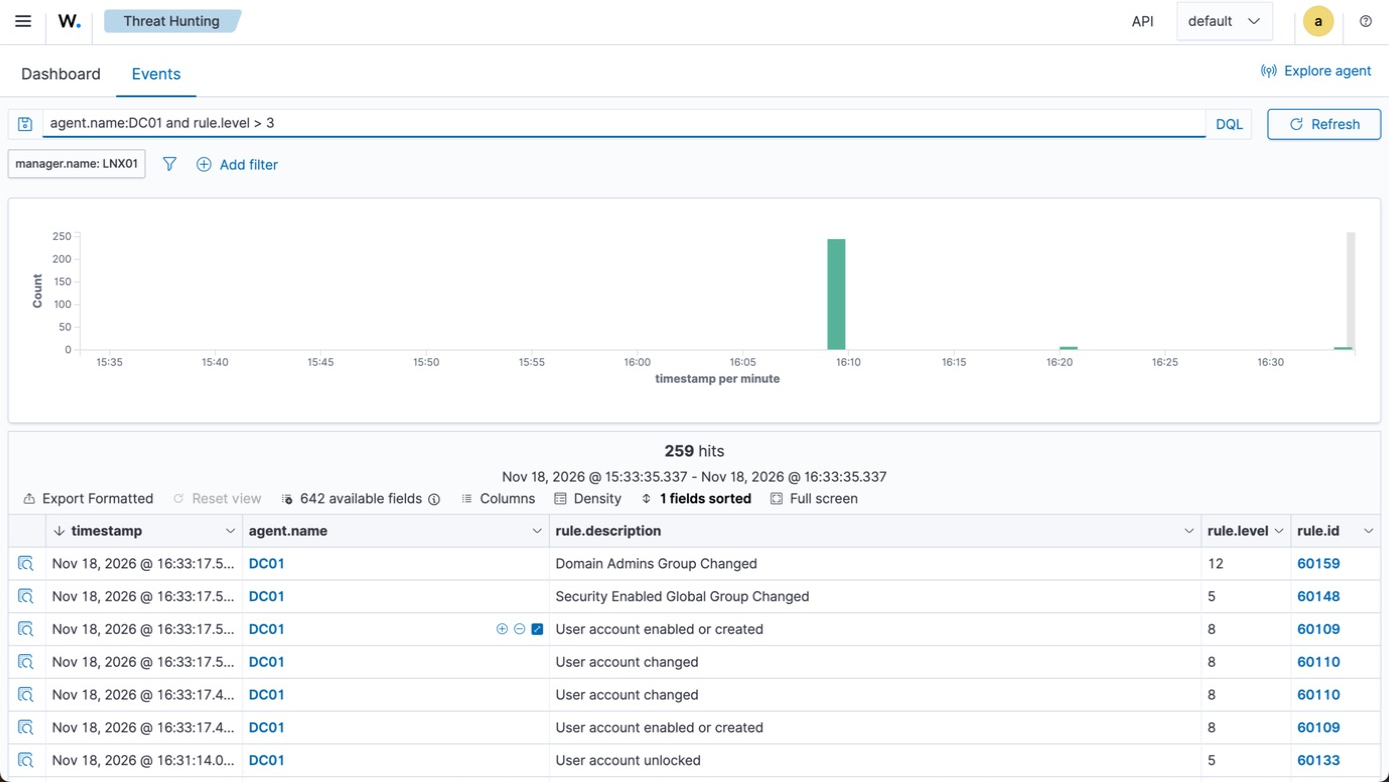 W. Threat Hunting API default a
Dashboard Events Explore agent
agent.name:DC01 and rule.level > 3 DQL Refresh
manager.name: LNX01 Add filter
250
200
150
100
50
0
Count
15:35 15:40 15:45 15:50 15:55 16:00 16:05 16:10 16:15 16:20 16:25 16:30
timestamp per minute
259 hits
Nov 18, 2026 @ 15:33:35.337 - Nov 18, 2026 @ 16:33:35.337
Export Formatted Reset view 642 available fields Columns Density 1 fields sorted Full screen
timestamp agent.name rule.description rule.level rule.id
Nov 18, 2026 @ 16:33:17.5... DC01 Domain Admins Group Changed 12 60159
Nov 18, 2026 @ 16:33:17.5... DC01 Security Enabled Global Group Changed 5 60148
Nov 18, 2026 @ 16:33:17.5... DC01 User account enabled or created 8 60109
Nov 18, 2026 @ 16:33:17.5... DC01 User account changed 8 60110
Nov 18, 2026 @ 16:33:17.4... DC01 User account changed 8 60110
Nov 18, 2026 @ 16:33:17.4... DC01 User account enabled or created 8 60109
Nov 18, 2026 @ 16:31:14.0... DC01 User account unlocked 5 60133